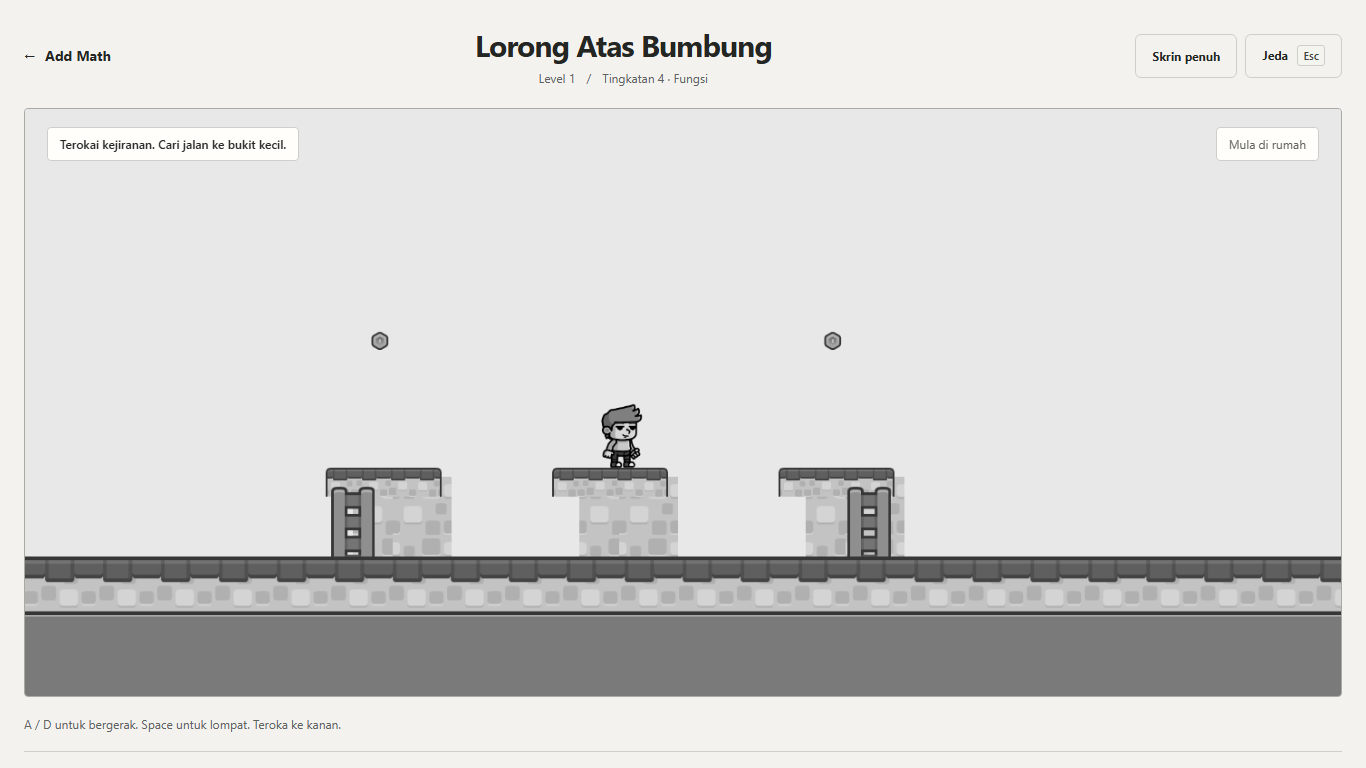 ← Add Math
Lorong Atas Bumbung
Level 1 / Tingkatan 4 · Fungsi
Skrin penuh
Jeda Esc
Terokai kejiranan. Cari jalan ke bukit kecil.
Mula di rumah
A / D untuk bergerak. Space untuk lompat. Teroka ke kanan.